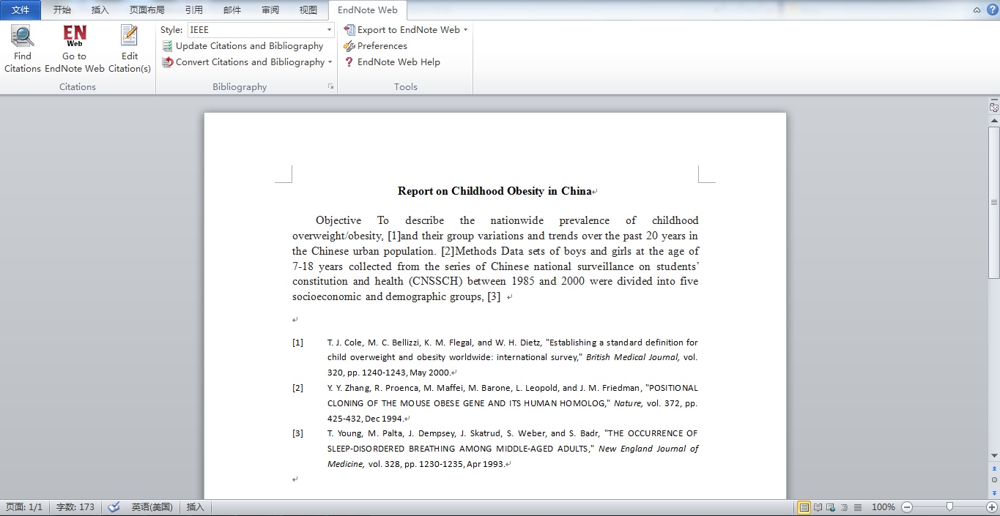 文件 开始 插入 页面布局 引用 邮件 审阅 视图 EndNote Web
Find Citations
EN Web Go to EndNote Web
Edit Citation(s)
Citations
Style: IEEE
Update Citations and Bibliography
Convert Citations and Bibliography
Bibliography
Export to EndNote Web
Preferences
EndNote Web Help
Tools
Report on Childhood Obesity in China
Objective To describe the nationwide prevalence of childhood
overweight/obesity, [1]and their group variations and trends over the past 20 years in
the Chinese urban population. [2]Methods Data sets of boys and girls at the age of
7-18 years collected from the series of Chinese national surveillance on students’
constitution and health (CNSSCH) between 1985 and 2000 were divided into five
socioeconomic and demographic groups, [3]
[1] T. J. Cole, M. C. Bellizzi, K. M. Flegal, and W. H. Dietz, "Establishing a standard definition for
child overweight and obesity worldwide: international survey," British Medical Journal, vol.
320, pp. 1240-1243, May 2000.
[2] Y. Y. Zhang, R. Proenca, M. Maffei, M. Barone, L. Leopold, and J. M. Friedman, "POSITIONAL
CLONING OF THE MOUSE OBESE GENE AND ITS HUMAN HOMOLOG," Nature, vol. 372, pp.
425-432, Dec 1994.
[3] T. Young, M. Palta, J. Dempsey, J. Skatrud, S. Weber, and S. Badr, "THE OCCURRENCE OF
SLEEP-DISORDERED BREATHING AMONG MIDDLE-AGED ADULTS," New England Journal of
Medicine, vol. 328, pp. 1230-1235, Apr 1993.
页面: 1/1 字数: 173 英语(美国) 插入 100%